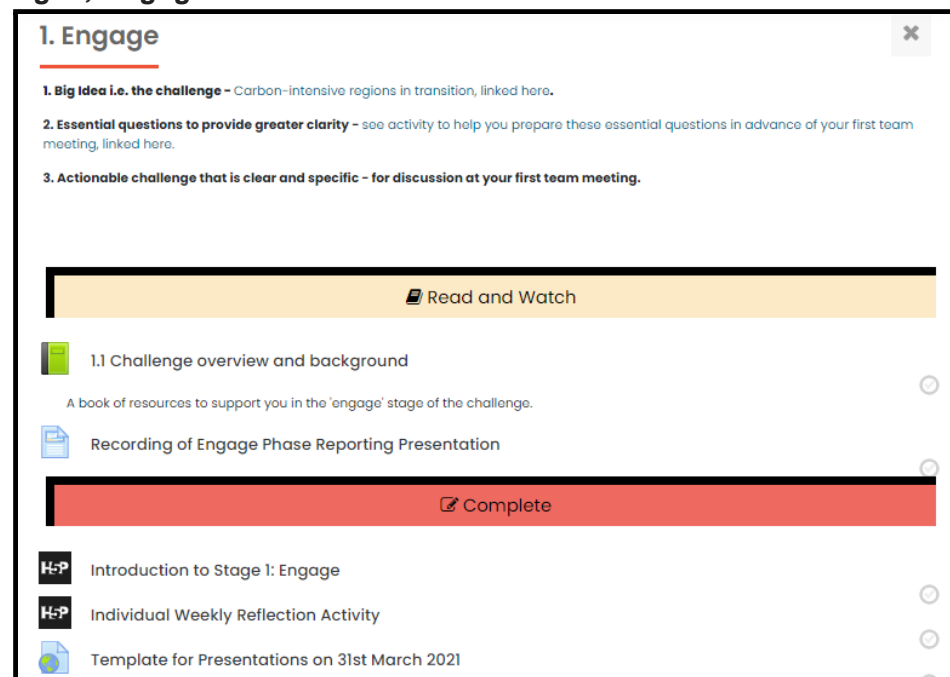 1. Engage
1. Big Idea i.e. the challenge – Carbon-intensive regions in transition, linked here.
2. Essential questions to provide greater clarity – see activity to help you prepare these essential questions in advance of your first team
meeting, linked here.
3. Actionable challenge that is clear and specific - for discussion at your first team meeting.
Read and Watch
1.1 Challenge overview and background
A book of resources to support you in the 'engage' stage of the challenge.
Recording of Engage Phase Reporting Presentation
Complete
H5P Introduction to Stage 1: Engage
H5P Individual Weekly Reflection Activity
Template for Presentations on 31st March 2021